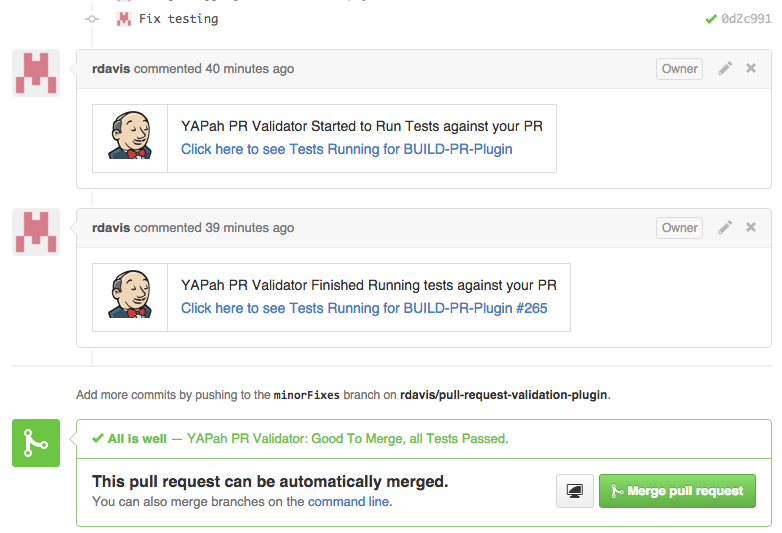 Fix testing 0d2c991
rdavis commented 40 minutes ago Owner
YAPah PR Validator Started to Run Tests against your PR
Click here to see Tests Running for BUILD-PR-Plugin
rdavis commented 39 minutes ago Owner
YAPah PR Validator Finished Running tests against your PR
Click here to see Tests Running for BUILD-PR-Plugin #265
Add more commits by pushing to the minorFixes branch on rdavis/pull-request-validation-plugin.
All is well — YAPah PR Validator: Good To Merge, all Tests Passed.
This pull request can be automatically merged.
You can also merge branches on the command line.
Merge pull request